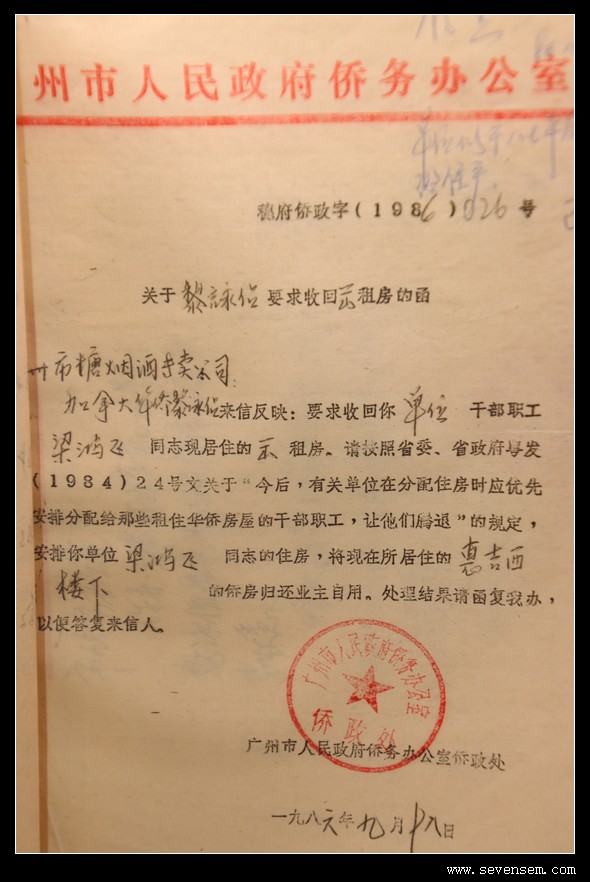 州市人民政府侨务办公室
穗府侨政字(1986)026号
关于黎詠侣要求收回租房的函
州市糖烟酒专卖公司:
加拿大华侨黎詠侣来信反映:要求收回你单位 干部职工
梁鸿飞 同志现居住的 租房。请按照省委、省政府粤发
(1984)24号文关于“今后,有关单位在分配住房时应优先
安排分配给那些租住华侨房屋的干部职工,让他们腾退”的规定,
安排你单位梁鸿飞 同志的住房,将现在所居住的惠吉西
楼下 的侨房归还业主自用。处理结果请函复我办,
以便答复来信人。
广州市人民政府侨务办公室
侨政处
广州市人民政府侨务办公室侨政处
一九八六年九月十八日
www.sevensem.com